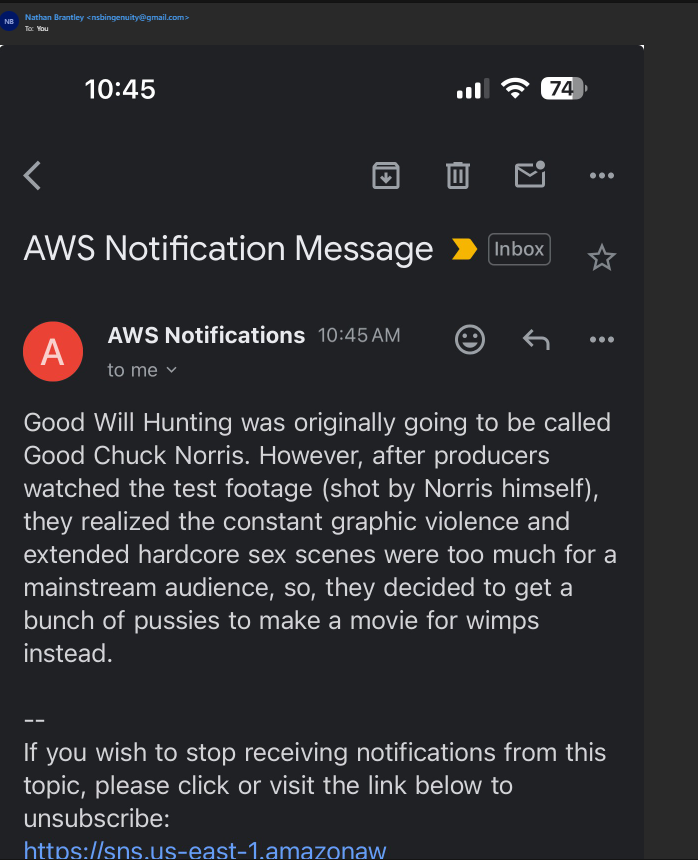 NB
Nathan Brantley <nsbingenuity@gmail.com>
To: You
10:45
74
AWS Notification Message
Inbox
A
AWS Notifications 10:45 AM
to me
Good Will Hunting was originally going to be called
Good Chuck Norris. However, after producers
watched the test footage (shot by Norris himself),
they realized the constant graphic violence and
extended hardcore sex scenes were too much for a
mainstream audience, so, they decided to get a
bunch of pussies to make a movie for wimps
instead.
--
If you wish to stop receiving notifications from this
topic, please click or visit the link below to
unsubscribe:
https://sns.us-east-1.amazonaw